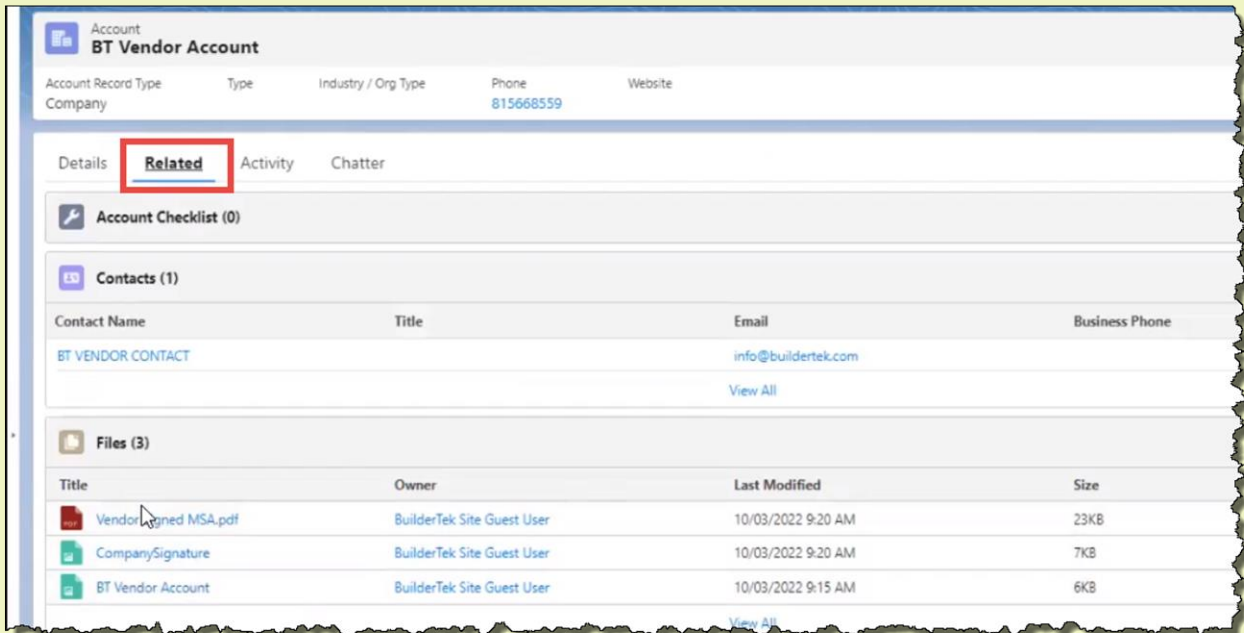 Account
BT Vendor Account
Account Record Type Type Industry / Org Type Phone Website
Company 815668559
Details Related Activity Chatter
Account Checklist (0)
Contacts (1)
Contact Name Title Email Business Phone
BT VENDOR CONTACT info@buildertek.com
View All
Files (3)
Title Owner Last Modified Size
Vendor MSA.pdf BuilderTek Site Guest User 10/03/2022 9:20 AM 23KB
CompanySignature BuilderTek Site Guest User 10/03/2022 9:20 AM 7KB
BT Vendor Account BuilderTek Site Guest User 10/03/2022 9:15 AM 6KB
View All